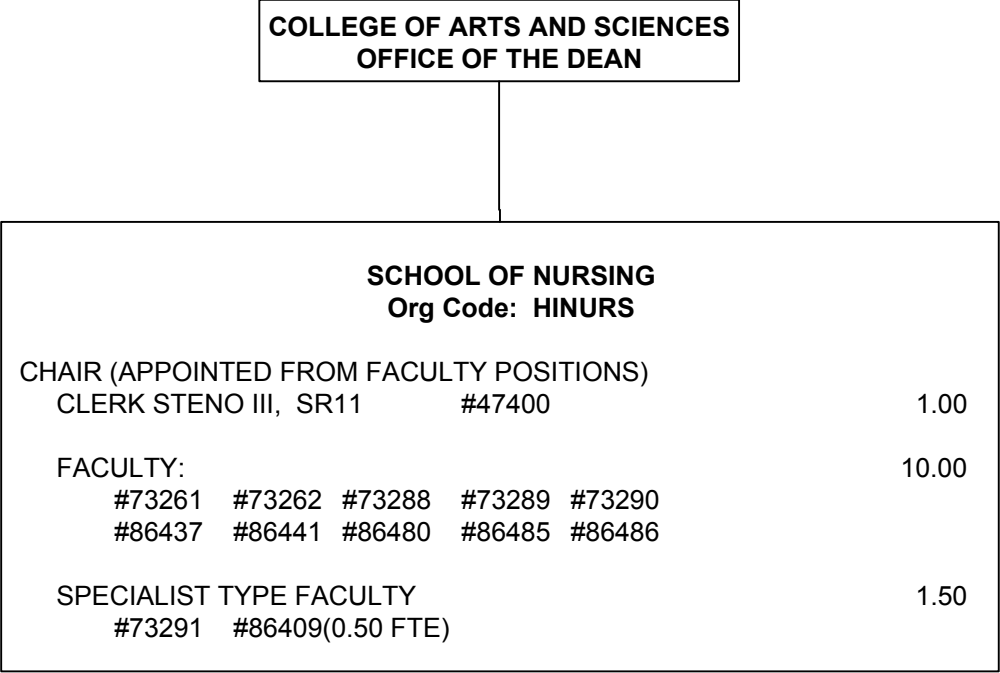 COLLEGE OF ARTS AND SCIENCES
OFFICE OF THE DEAN
SCHOOL OF NURSING
Org Code: HINURS
CHAIR (APPOINTED FROM FACULTY POSITIONS)
CLERK STENO III, SR11 #47400 1.00
FACULTY: 10.00
#73261 #73262 #73288 #73289 #73290
#86437 #86441 #86480 #86485 #86486
SPECIALIST TYPE FACULTY 1.50
#73291 #86409(0.50 FTE)